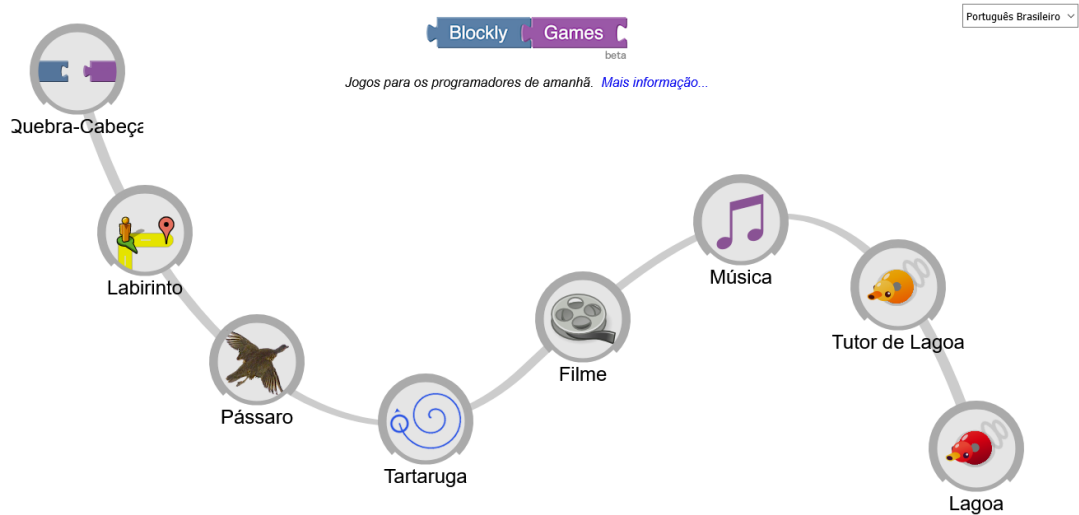 Português Brasileiro
Blockly Games
beta
Jogos para os programadores de amanhã. Mais informação...
Quebra-Cabeça
Labirinto
Pássaro
Tartaruga
Filme
Música
Tutor de Lagoa
Lagoa